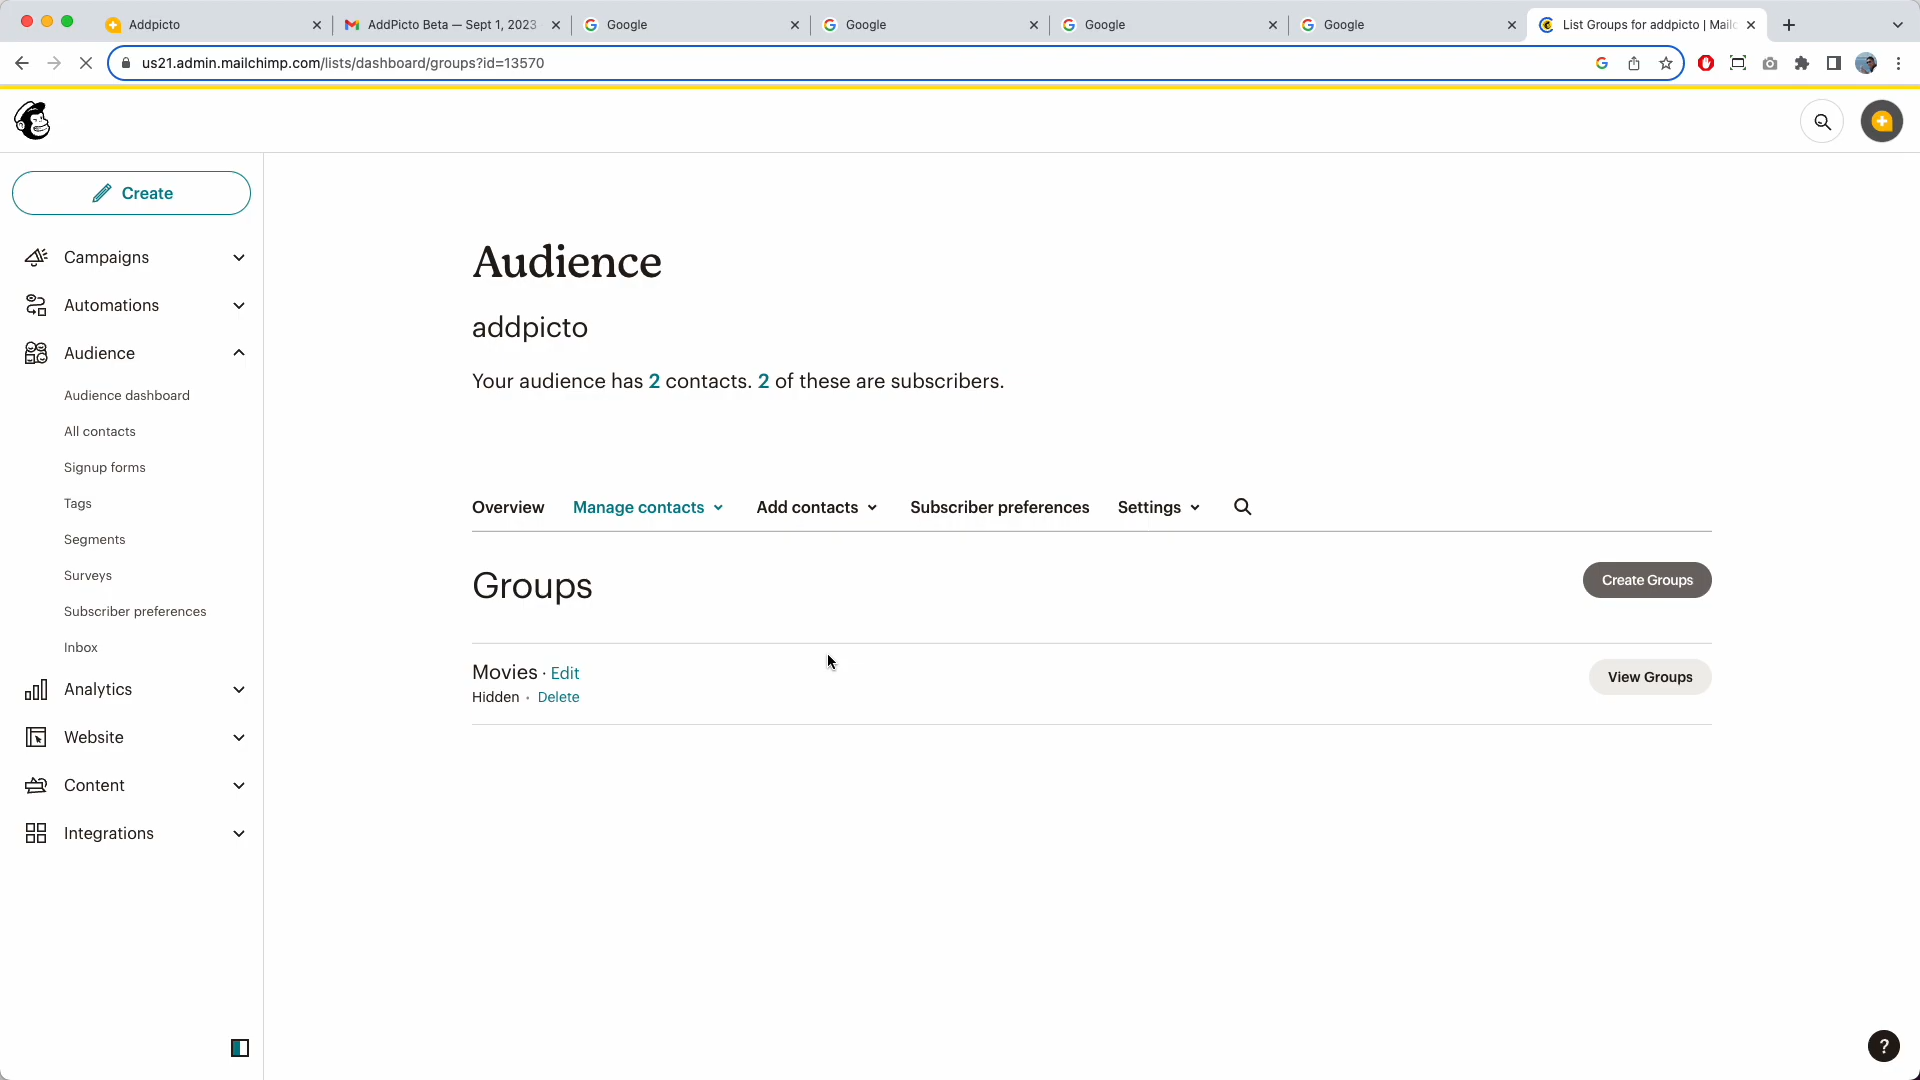 Addpicto
AddPicto Beta — Sept 1, 2023
Google
Google
Google
Google
List Groups for addpicto | Mailc
us21.admin.mailchimp.com/lists/dashboard/groups?id=13570
Create
Campaigns
Automations
Audience
Audience dashboard
All contacts
Signup forms
Tags
Segments
Surveys
Subscriber preferences
Inbox
Analytics
Website
Content
Integrations
Audience
addpicto
Your audience has 2 contacts. 2 of these are subscribers.
Overview Manage contacts Add contacts Subscriber preferences Settings
Groups
Create Groups
Movies · Edit
Hidden · Delete
View Groups
?